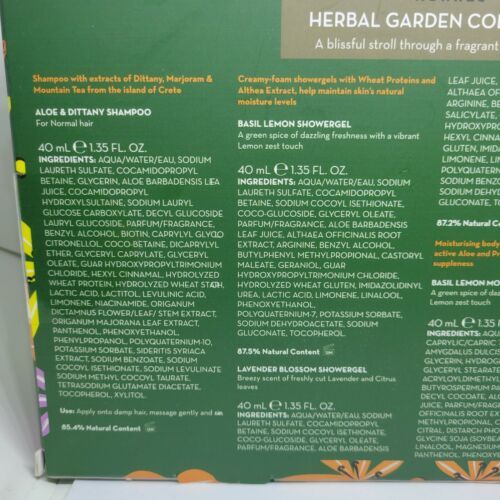 HERBAL GARDEN CO
A blissful stroll through a fragrant
Shampoo with extracts of Dittany, Marjoram &
Mountain Tea from the island of Crete
ALOE & DITTANY SHAMPOO
For Normal hair
40 mL ℮ 1.35 FL. OZ.
INGREDIENTS: AQUA/WATER/EAU, SODIUM
LAURETH SULFATE, COCAMIDOPROPYL
BETAINE, GLYCERIN, ALOE BARBADENSIS LEAF
JUICE, COCAMIDOPROPYL
HYDROXYSULTAINE, SODIUM LAURYL
GLUCOSE CARBOXYLATE, DECYL GLUCOSIDE
LAURYL GLUCOSIDE, PARFUM/FRAGRANCE,
BENZYL ALCOHOL, BIOTIN, CAPRYLYL GLYCOL
CITRONELLOL, COCO-BETAINE, DICAPRYLYL
ETHER, GLYCERYL CAPRYLATE, GLYCERYL
OLEATE, GUAR HYDROXYPROPYLTRIMONIUM
CHLORIDE, HEXYL CINNAMAL, HYDROLYZED
WHEAT PROTEIN, HYDROLYZED WHEAT STARCH,
LACTIC ACID, LACTITOL, LEVULINIC ACID,
LIMONENE, NIACINAMIDE, ORIGANUM
DICTAMNUS FLOWER/LEAF/ STEM EXTRACT,
ORIGANUM MAJORANA LEAF EXTRACT,
PANTHENOL, PHENOXYETHANOL,
PHENYLPROPANOL, POLYQUATERNIUM-10,
POTASSIUM SORBATE, SIDERITIS SYRIACA
EXTRACT, SODIUM BENZOATE, SODIUM
COCOYL ISETHIONATE, SODIUM LEVULINATE
SODIUM METHYL COCOYL TAURATE,
TETRASODIUM GLUTAMATE DIACETATE,
TOCOPHEROL, XYLITOL.
Use: Apply onto damp hair, massage gently and rin
85.4% Natural Content
Creamy-foam showergels with Wheat Proteins and
Althea Extract, help maintain skin's natural
moisture levels
BASIL LEMON SHOWERGEL
A green spice of dazzling freshness with a vibrant
Lemon zest touch
40 mL ℮ 1.35 FL. OZ.
INGREDIENTS: AQUA/WATER/EAU, SODIUM
LAURETH SULFATE, COCAMIDOPROPYL
BETAINE, SODIUM COCOYL ISETHIONATE,
COCO-GLUCOSIDE, GLYCERYL OLEATE,
PARFUM/FRAGRANCE, ALOE BARBADENSIS
LEAF JUICE, ALTHAEA OFFICINALIS ROOT
EXTRACT, ARGININE, BENZYL ALCOHOL,
BUTYLPHENYL METHYLPROPIONAL, CASTORYL
MALEATE, GERANIOL, GUAR
HYDROXYPROPYLTRIMONIUM CHLORIDE,
HYDROLYZED WHEAT GLUTEN, IMIDAZOLIDINYL
UREA, LACTIC ACID, LIMONENE, LINALOOL,
PHENOXYETHANOL,
POLYQUATERNIUM-7, POTASSIUM SORBATE,
SODIUM DEHYDROACETATE, SODIUM
GLUCONATE, TOCOPHEROL.
87.5% Natural Content
LAVENDER BLOSSOM SHOWERGEL
Breezy scent of freshly cut Lavender and Citrus
leaves
40 mL ℮ 1.35 FL. OZ.
INGREDIENTS: AQUA/WATER/EAU, SODIUM
LAURETH SULFATE, COCAMIDOPROPYL
BETAINE, SODIUM COCOYL ISETHIONATE,
COCO-GLUCOSIDE, GLYCERYL OLEATE,
PARFUM/FRAGRANCE, ALOE BARBADENSIS
LEAF JUICE,
ALTHAEA OF
ARGININE, BE
SALICYLATE,
HYDROXYPRO
HEXYL CINNA
GLUTEN, IMID
LIMONENE, LIN
POLYQUATERN
SODIUM BENZO
SODIUM DEHY
GLUCONATE, TO
87.2% Natural Cont
Moisturising body
active Aloe and Pr
suppleness
BASIL LEMON MO
A green spice of daz
Lemon zest touch
40 mL ℮ 1.35 F
INGREDIENTS: AQU
CAPRYLIC/CAPRIC T
AMYGDALUS DULCI
GLYCERIN, HYDROGE
GLYCERYL STEARATE
ACRYLOYLDIMETHYL
BUTYROSPERMUM PA
DECYL COCOATE, AL
JUICE, PARFUM/FRAG
OFFICINALIS ROOT EX
METHYLPROPIONAL, C
CITRAL, DISTARCH PHO
GLYCINE SOJA (SOYBEA
LINALOOL, MAGNESIUM
PANTHENOL, PHENOXYET